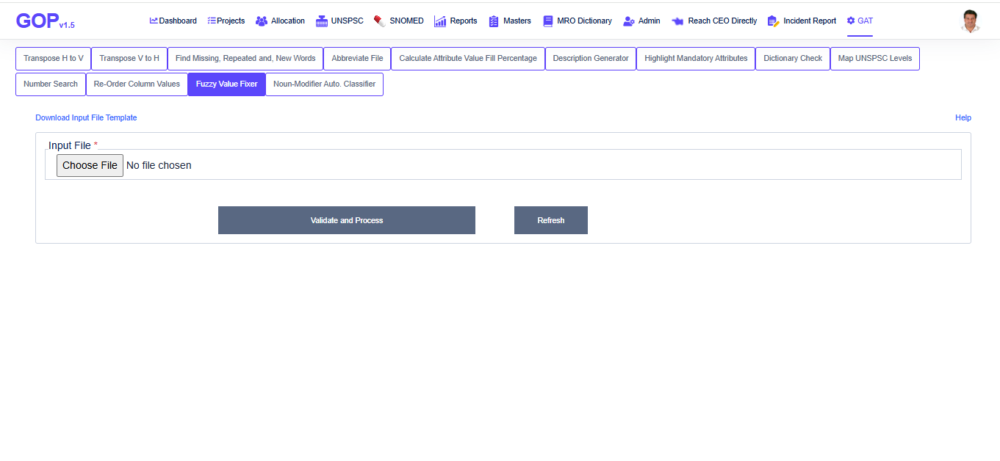 GOP v1.5 Dashboard Projects Allocation UNSPSC SNOMED Reports Masters MRO Dictionary Admin Reach CEO Directly Incident Report GAT
Transpose H to V Transpose V to H Find Missing, Repeated and, New Words Abbreviate File Calculate Attribute Value Fill Percentage Description Generator Highlight Mandatory Attributes Dictionary Check Map UNSPSC Levels
Number Search Re-Order Column Values Fuzzy Value Fixer Noun-Modifier Auto. Classifier
Download Input File Template Help
Input File *
Choose File No file chosen
Validate and Process Refresh